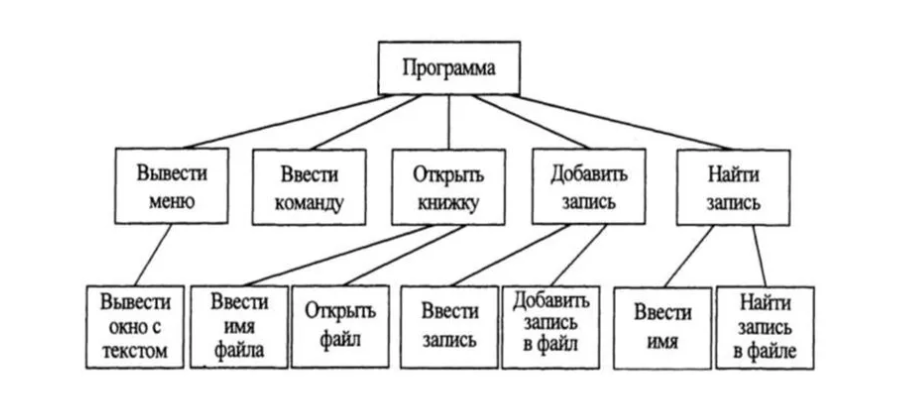 Программа
Вывести
меню
Ввести
команду
Открыть
книжку
Добавить
запись
Найти
запись
Вывести
окно с
текстом
Ввести
имя
файла
Открыть
файл
Ввести
запись
Добавить
запись
в файл
Ввести
имя
Найти
запись
в файле